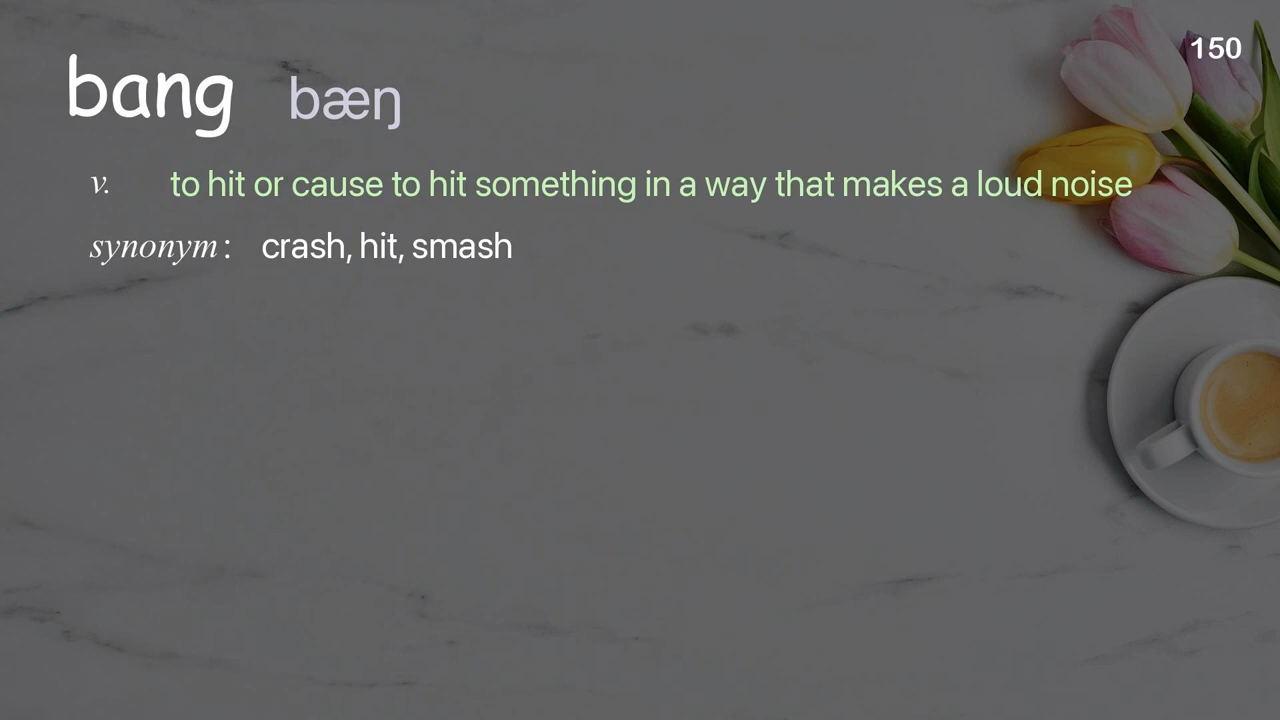 150
bang bæŋ
v. to hit or cause to hit something in a way that makes a loud noise
synonym: crash, hit, smash